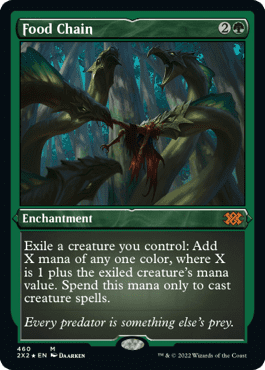 Food Chain 2
Enchantment
Exile a creature you control: Add
X mana of any one color, where X
is 1 plus the exiled creature's mana
value. Spend this mana only to cast
creature spells.
Every predator is something else's prey.
460 M
2X2 ★ EN DAARKEN ™ & © 2022 Wizards of the Coast